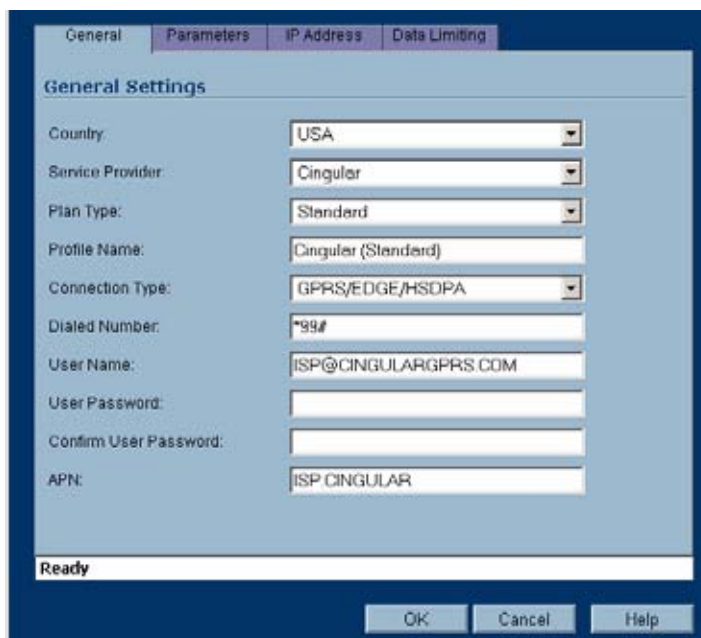 General Parameters IP Address Data Limiting
General Settings
Country: USA
Service Provider: Cingular
Plan Type: Standard
Profile Name: Cingular (Standard)
Connection Type: GPRS/EDGE/HSDPA
Dialed Number: *99#
User Name: ISP@CINGULARGPRS.COM
User Password:
Confirm User Password:
APN: ISP.CINGULAR
Ready
OK Cancel Help